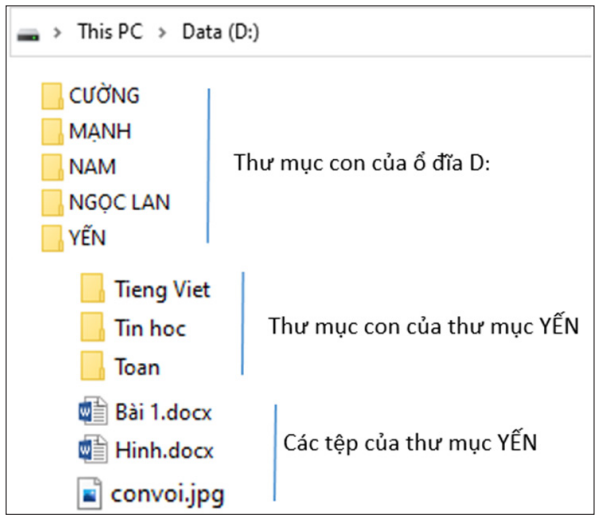 This PC > Data (D:)
CƯỜNG
MẠNH
NAM
NGỌC LAN
YẾN
Thư mục con của ổ đĩa D:
Tieng Viet
Tin hoc
Toan
Thư mục con của thư mục YẾN
Bài 1.docx
Hinh.docx
convoi.jpg
Các tệp của thư mục YẾN